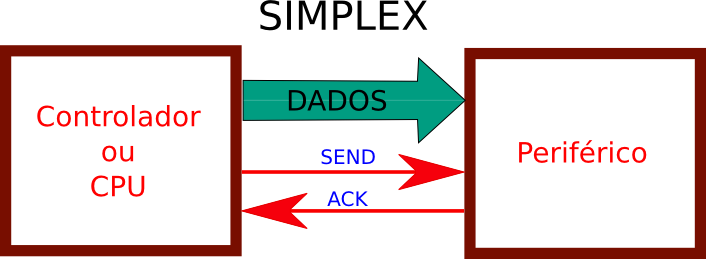 SIMPLEX
Controlador
ou
CPU
DADOS
SEND
ACK
Periférico